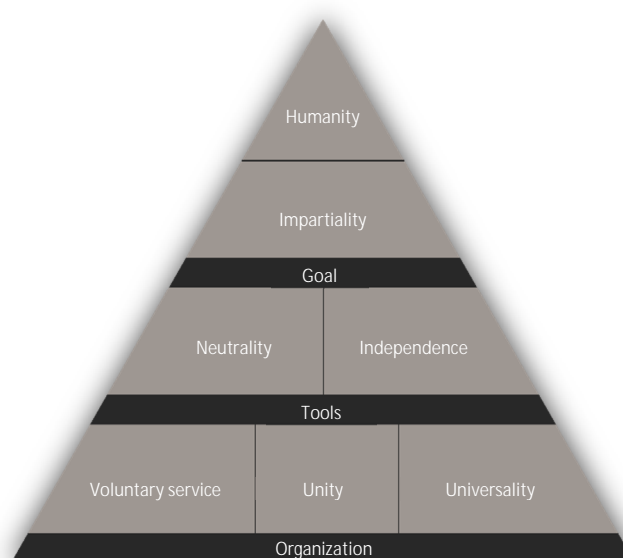 Humanity
Impartiality
Goal
Neutrality Independence
Tools
Voluntary service Unity Universality
Organization